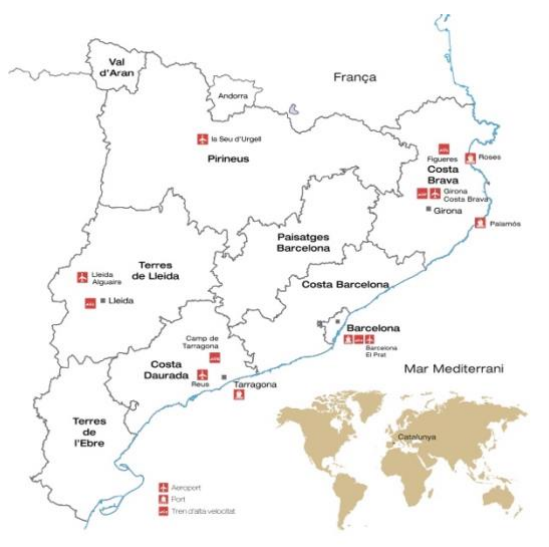 Val
d'Aran
França
Andorra
la Seu d'Urgell
Pirineus
Figueres
Roses
Costa
Brava
Girona
Costa Brava
Girona
Palamós
Paisatges
Barcelona
Terres
de Lleida
Lleida
Alguaire
Lleida
Costa Barcelona
Barcelona
Barcelona
El Prat
Camp de
Tarragona
Costa
Daurada
Reus
Tarragona
Mar Mediterrani
Terres
de
l'Ebre
Catalunya
Aeroport
Port
Tren d'alta velocitat